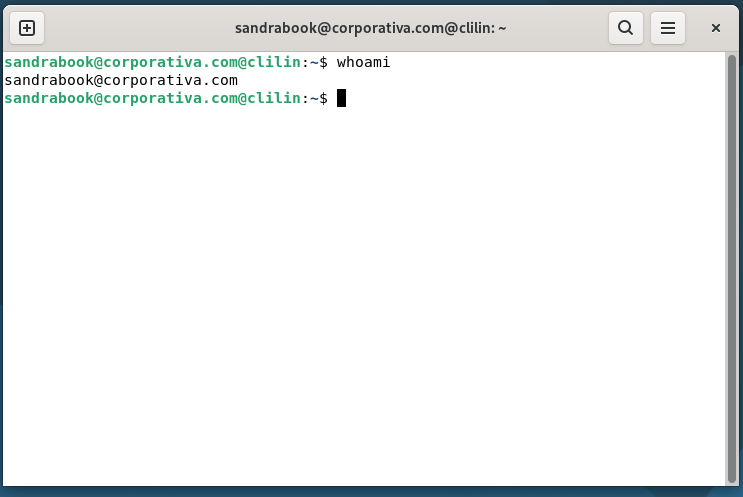 sandrabook@corporativa.com@clilin: ~
sandrabook@corporativa.com@clilin:~$ whoami
sandrabook@corporativa.com
sandrabook@corporativa.com@clilin:~$